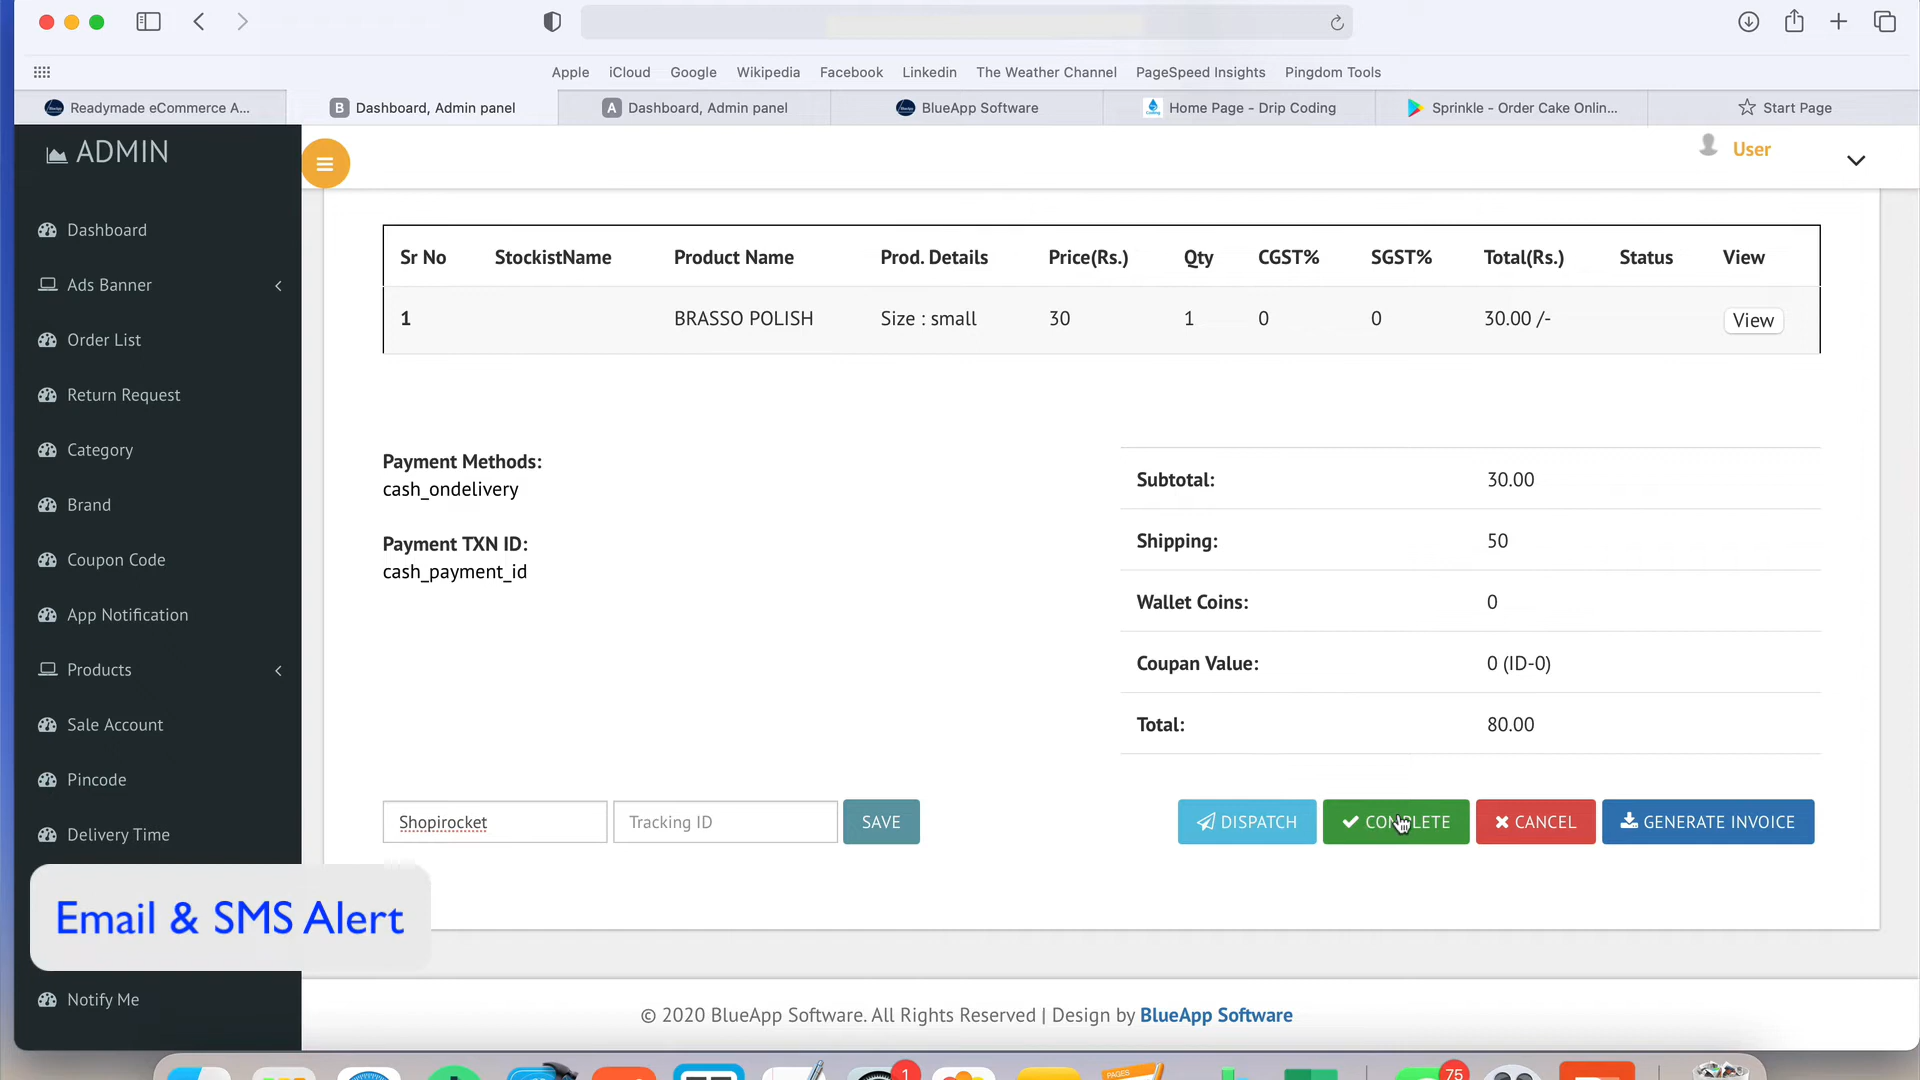 Apple iCloud Google Wikipedia Facebook Linkedin The Weather Channel PageSpeed Insights Pingdom Tools
Readymade eCommerce A... B Dashboard, Admin panel A Dashboard, Admin panel BlueApp Software Home Page - Drip Coding Sprinkle - Order Cake Onlin... Start Page
ADMIN
User
Dashboard
Ads Banner
Order List
Return Request
Category
Brand
Coupon Code
App Notification
Products
Sale Account
Pincode
Delivery Time
Email & SMS Alert
Notify Me
Sr No StockistName Product Name Prod. Details Price(Rs.) Qty CGST% SGST% Total(Rs.) Status View
1 BRASSO POLISH Size : small 30 1 0 0 30.00 /- View
Payment Methods:
cash_ondelivery
Payment TXN ID:
cash_payment_id
Subtotal: 30.00
Shipping: 50
Wallet Coins: 0
Coupan Value: 0 (ID-0)
Total: 80.00
Shopirocket Tracking ID SAVE DISPATCH COMPLETE CANCEL GENERATE INVOICE
© 2020 BlueApp Software. All Rights Reserved | Design by BlueApp Software
1
PAGES
75